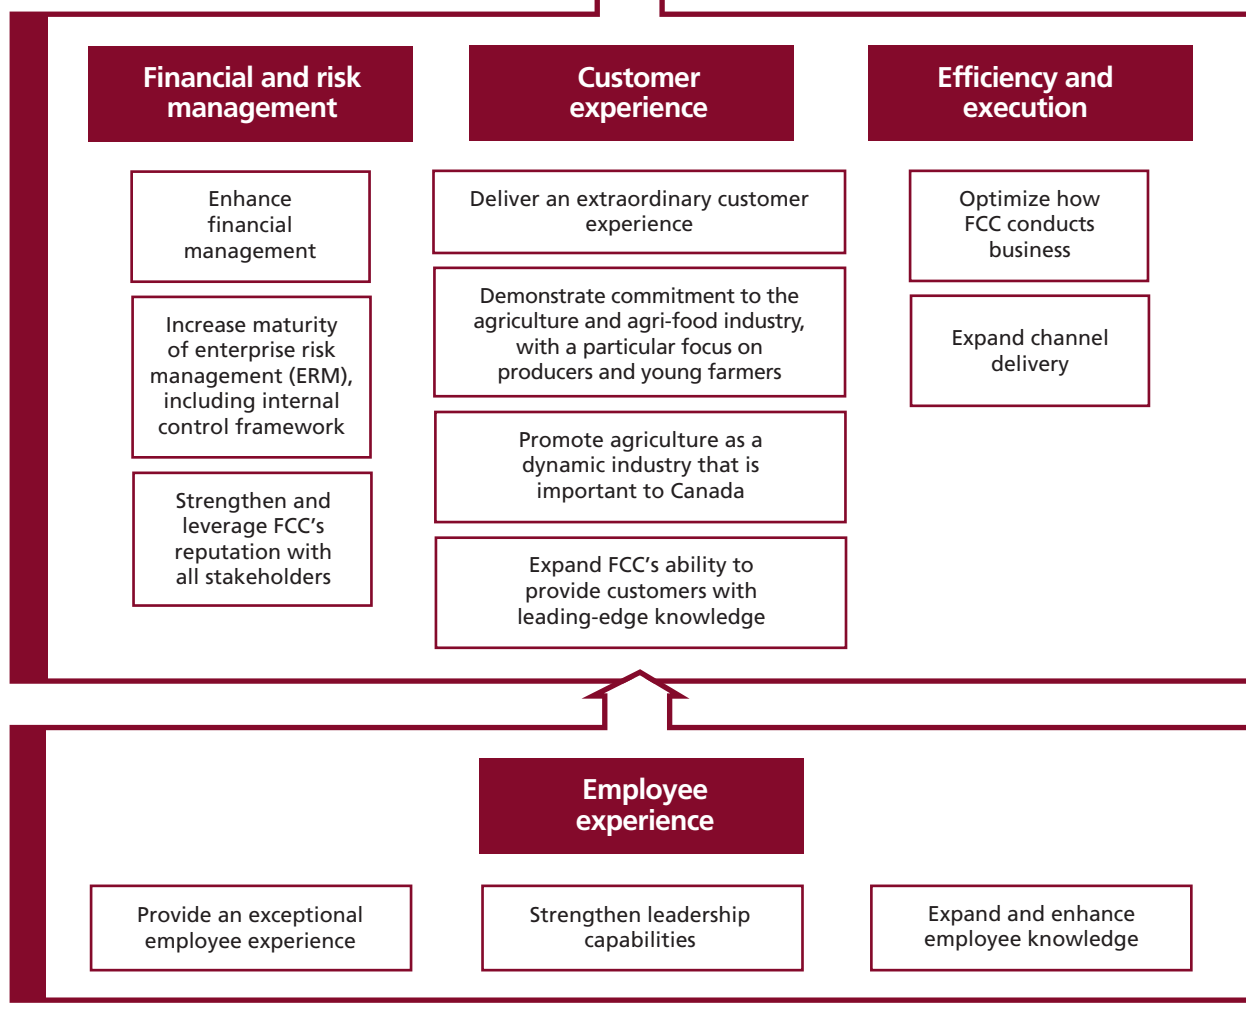 Financial and risk
management
Enhance
financial
management
Increase maturity
of enterprise risk
management (ERM),
including internal
control framework
Strengthen and
leverage FCC's
reputation with
all stakeholders
Customer
experience
Deliver an extraordinary customer
experience
Demonstrate commitment to the
agriculture and agri-food industry,
with a particular focus on
producers and young farmers
Promote agriculture as a
dynamic industry that is
important to Canada
Expand FCC's ability to
provide customers with
leading-edge knowledge
Efficiency and
execution
Optimize how
FCC conducts
business
Expand channel
delivery
Employee
experience
Provide an exceptional
employee experience
Strengthen leadership
capabilities
Expand and enhance
employee knowledge